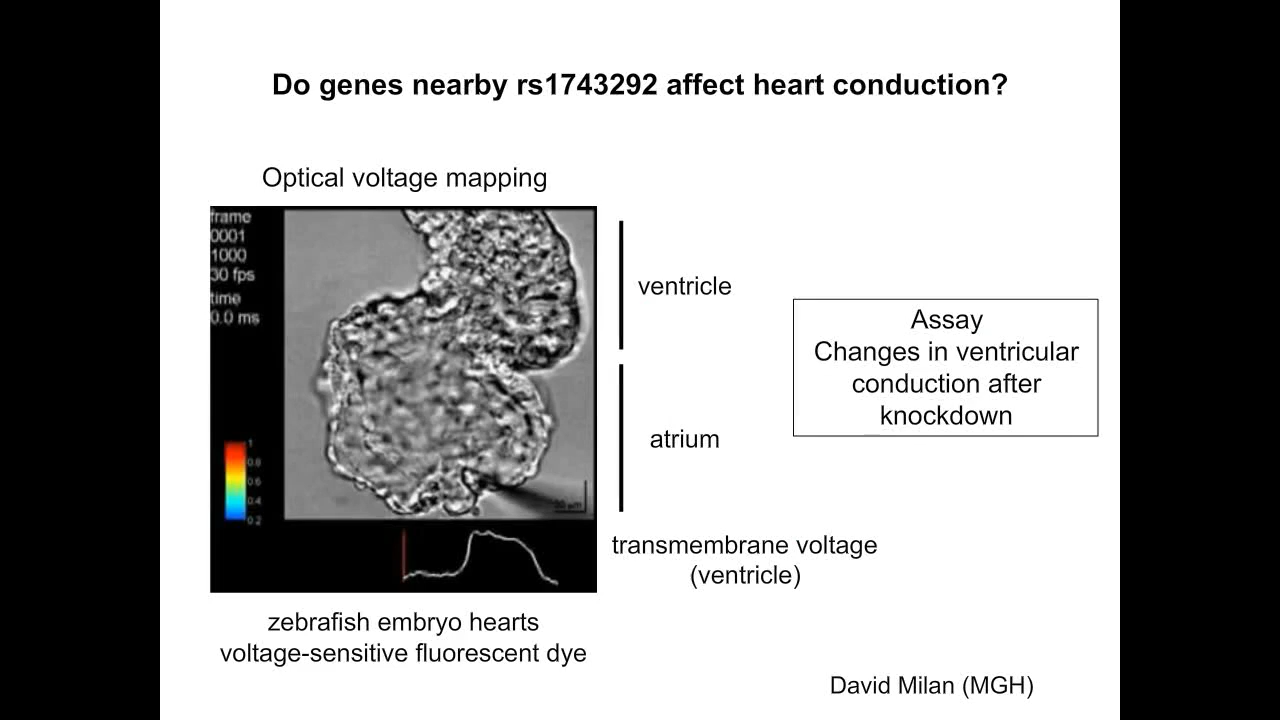 Do genes nearby rs1743292 affect heart conduction?
Optical voltage mapping
frame
0001
1000
30 fps
time
0.0 ms
1
0.8
0.6
0.4
0.2
ventricle
atrium
Assay
Changes in ventricular
conduction after
knockdown
transmembrane voltage
(ventricle)
zebrafish embryo hearts
voltage-sensitive fluorescent dye
David Milan (MGH)